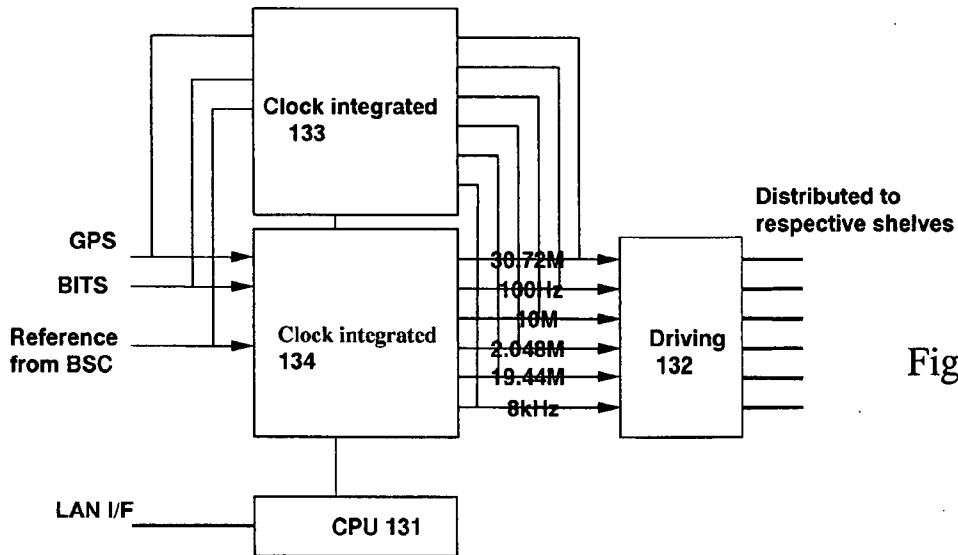 Clock integrated
133
Distributed to
respective shelves
GPS
BITS
Reference
from BSC
Clock integrated
134
30.72M
100Hz
10M
2.048M
19.44M
8kHz
Driving
132
Fig
LAN I/F
CPU 131